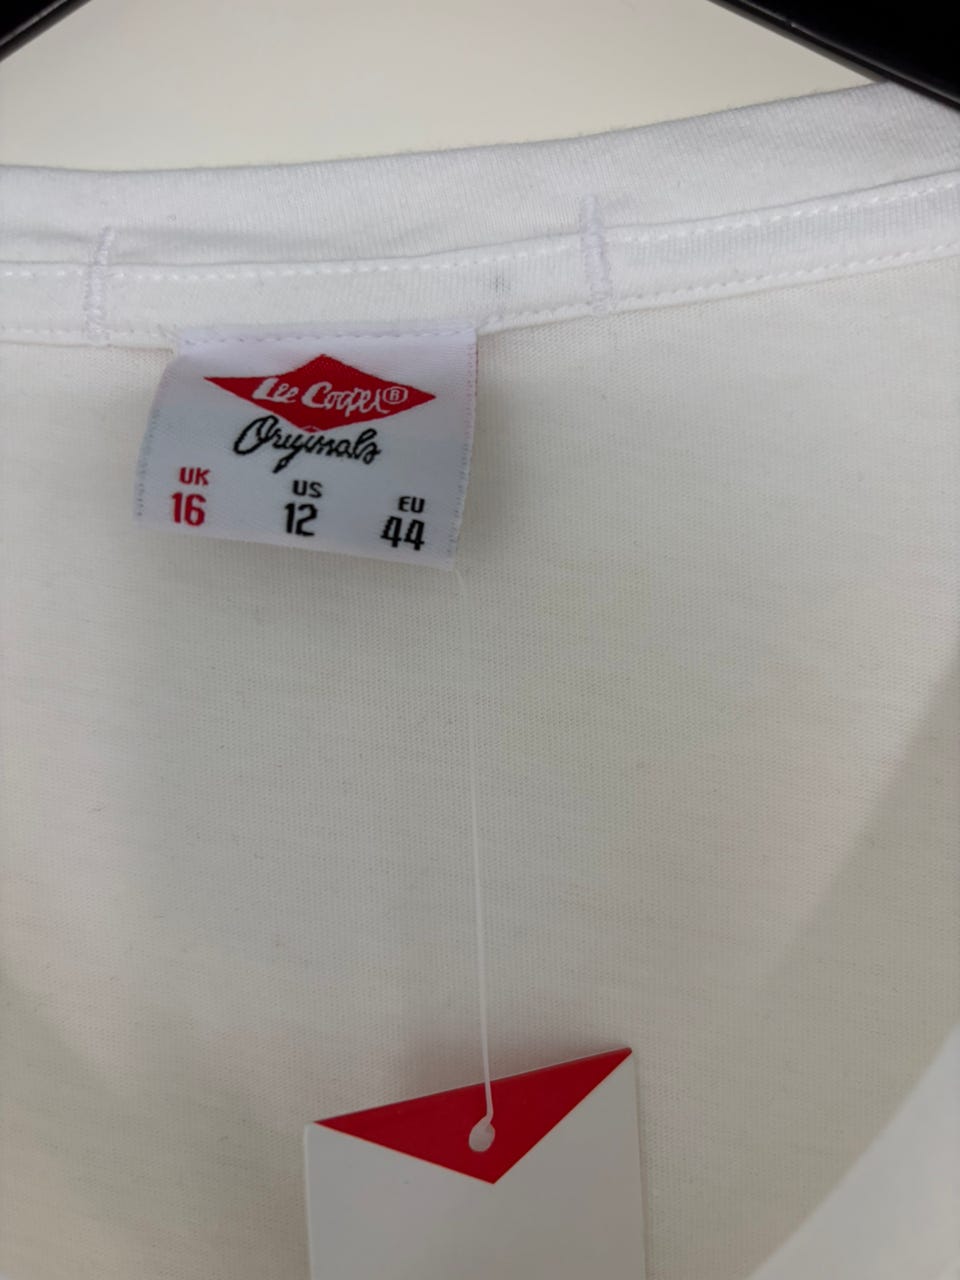 Lee Cooper®
Originals
UK US EU
16 12 44